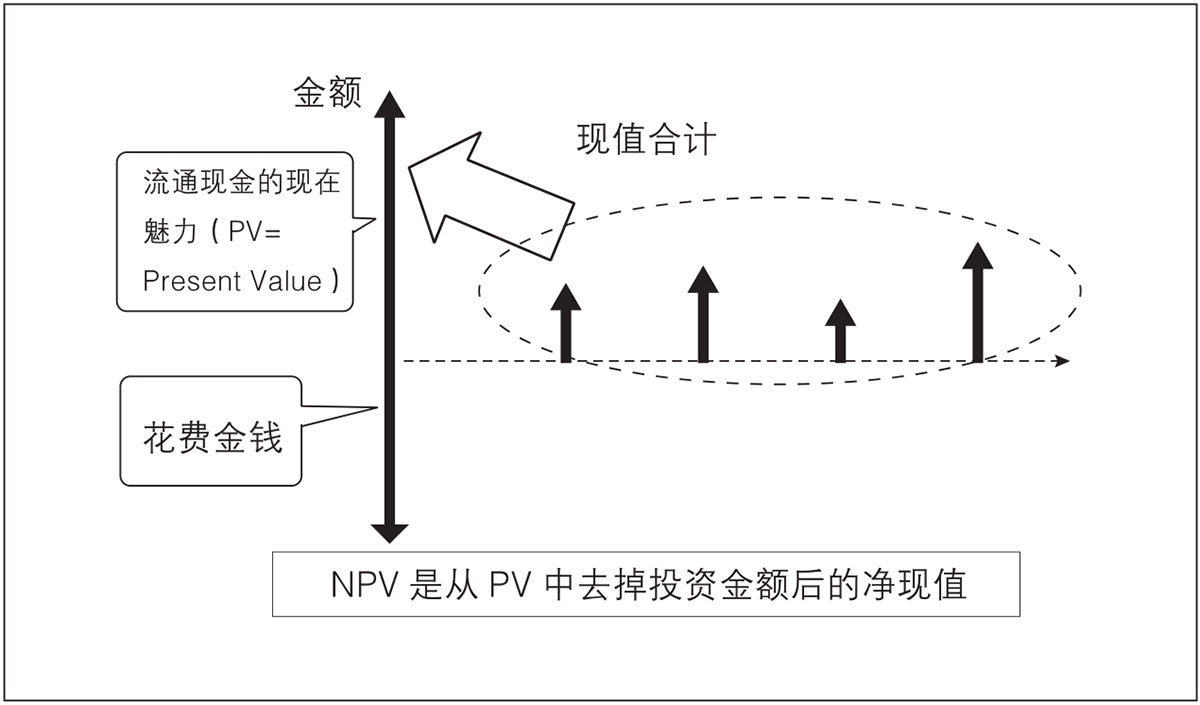 金额
现值合计
流通现金的现在
魅力（PV=
Present Value）
花费金钱
NPV 是从 PV 中去掉投资金额后的净现值